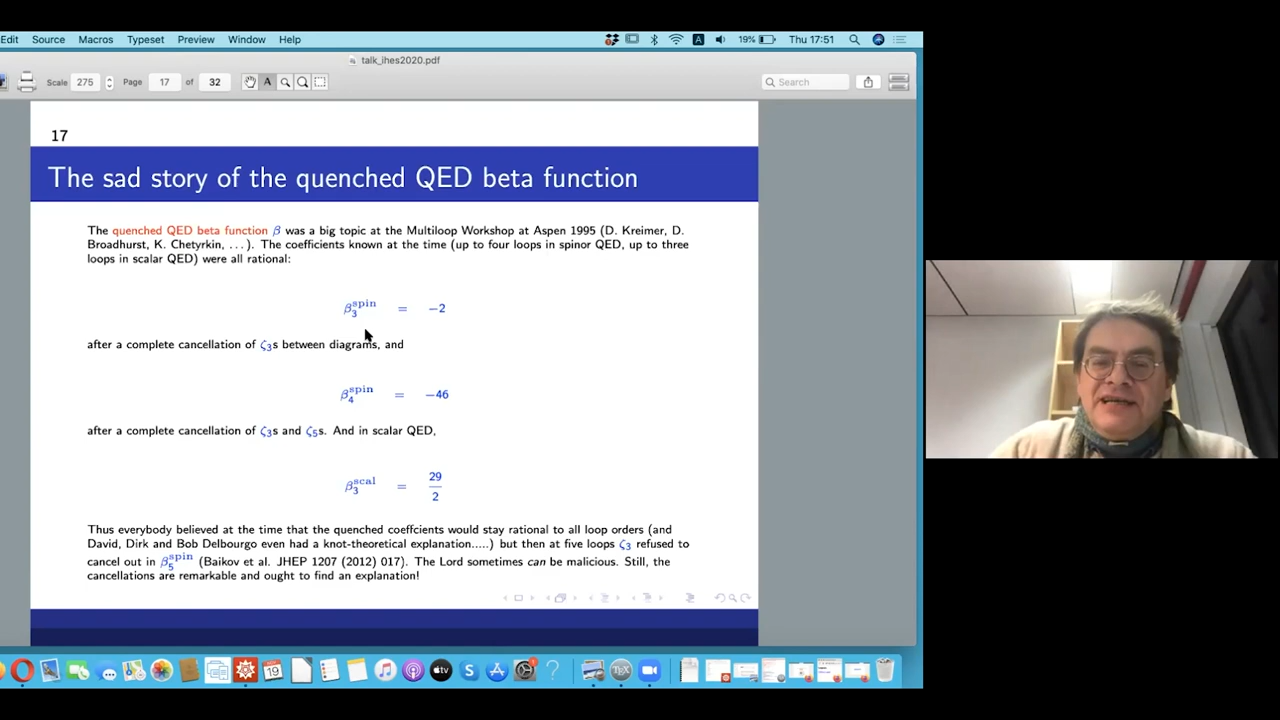 Edit Source Macros Typeset Preview Window Help A 19% Thu 17:51
talk_ihes2020.pdf
Scale 275 Page 17 of 32 A Search
17
The sad story of the quenched QED beta function
The quenched QED beta function β was a big topic at the Multiloop Workshop at Aspen 1995 (D. Kreimer, D.
Broadhurst, K. Chetyrkin, ...). The coefficients known at the time (up to four loops in spinor QED, up to three
loops in scalar QED) were all rational:
β₃^spin = −2
after a complete cancellation of ζ₃s between diagrams, and
β₄^spin = −46
after a complete cancellation of ζ₃s and ζ₅s. And in scalar QED,
β₃^scal = 29/2
Thus everybody believed at the time that the quenched coeffcients would stay rational to all loop orders (and
David, Dirk and Bob Delbourgo even had a knot-theoretical explanation.....) but then at five loops ζ₃ refused to
cancel out in β₅^spin (Baikov et al. JHEP 1207 (2012) 017). The Lord sometimes can be malicious. Still, the
cancellations are remarkable and ought to find an explanation!